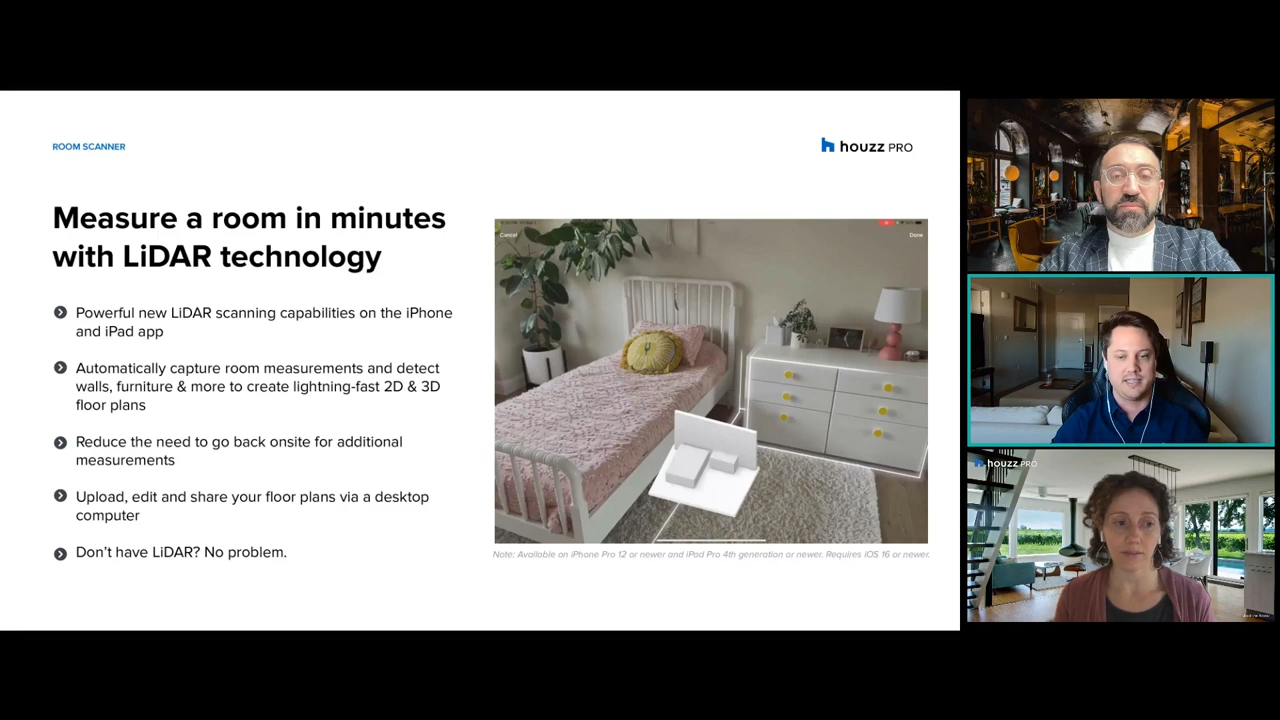 ROOM SCANNER
houzz PRO
Measure a room in minutes
with LiDAR technology
Powerful new LiDAR scanning capabilities on the iPhone
and iPad app
Automatically capture room measurements and detect
walls, furniture & more to create lightning-fast 2D & 3D
floor plans
Reduce the need to go back onsite for additional
measurements
Upload, edit and share your floor plans via a desktop
computer
Don't have LiDAR? No problem.
Cancel
Done
Note: Available on iPhone Pro 12 or newer and iPad Pro 4th generation or newer. Requires iOS 16 or newer.
houzz PRO